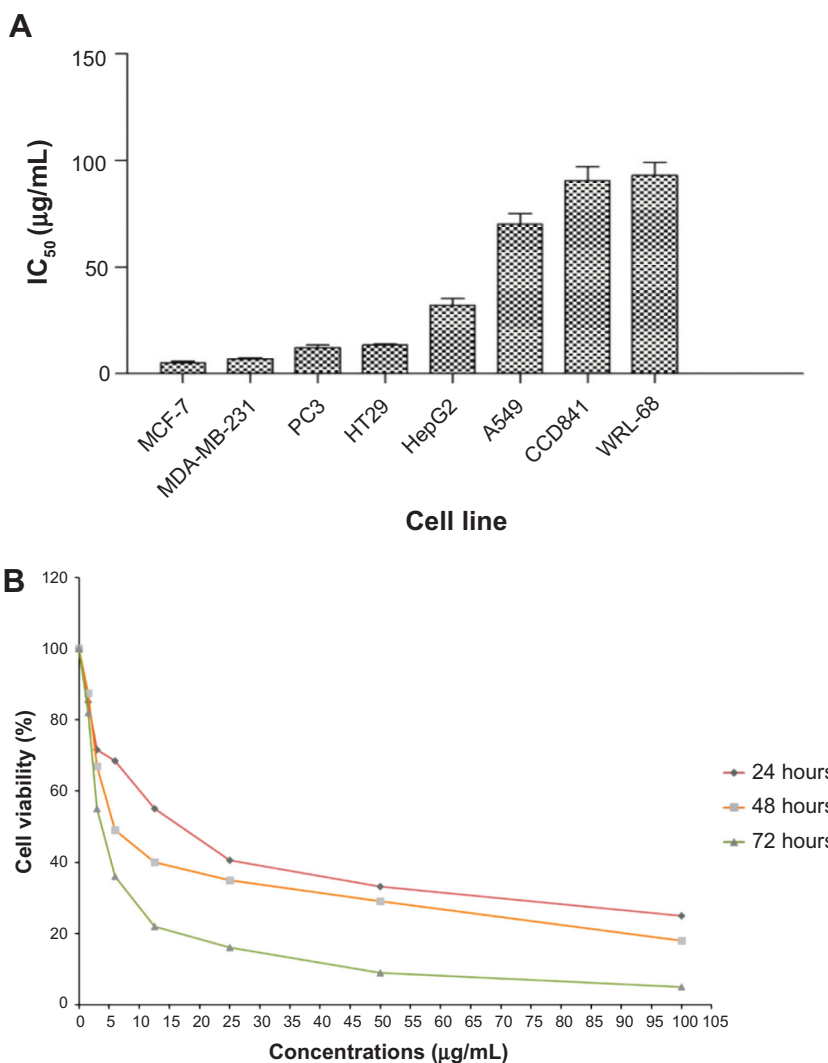 A
150
100
50
0
IC50 (μg/mL)
MCF-7
MDA-MB-231
PC3
HT29
HepG2
A549
CCD841
WRL-68
Cell line
B
120
100
80
60
40
20
0
Cell viability (%)
24 hours
48 hours
72 hours
0 5 10 15 20 25 30 35 40 45 50 55 60 65 70 75 80 85 90 95 100 105
Concentrations (μg/mL)